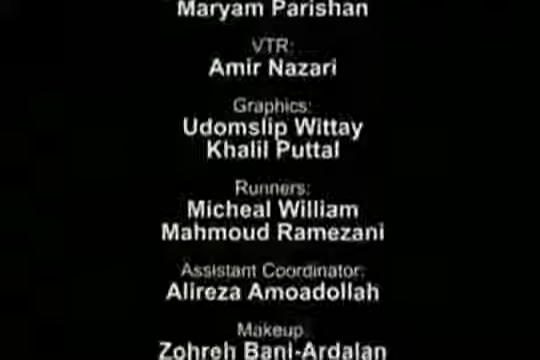 Maryam Parishan
VTR:
Amir Nazari
Graphics:
Udomslip Wittay
Khalil Puttal
Runners:
Micheal William
Mahmoud Ramezani
Assistant Coordinator:
Alireza Amoadollah
Makeup
Zohreh Bani-Ardalan